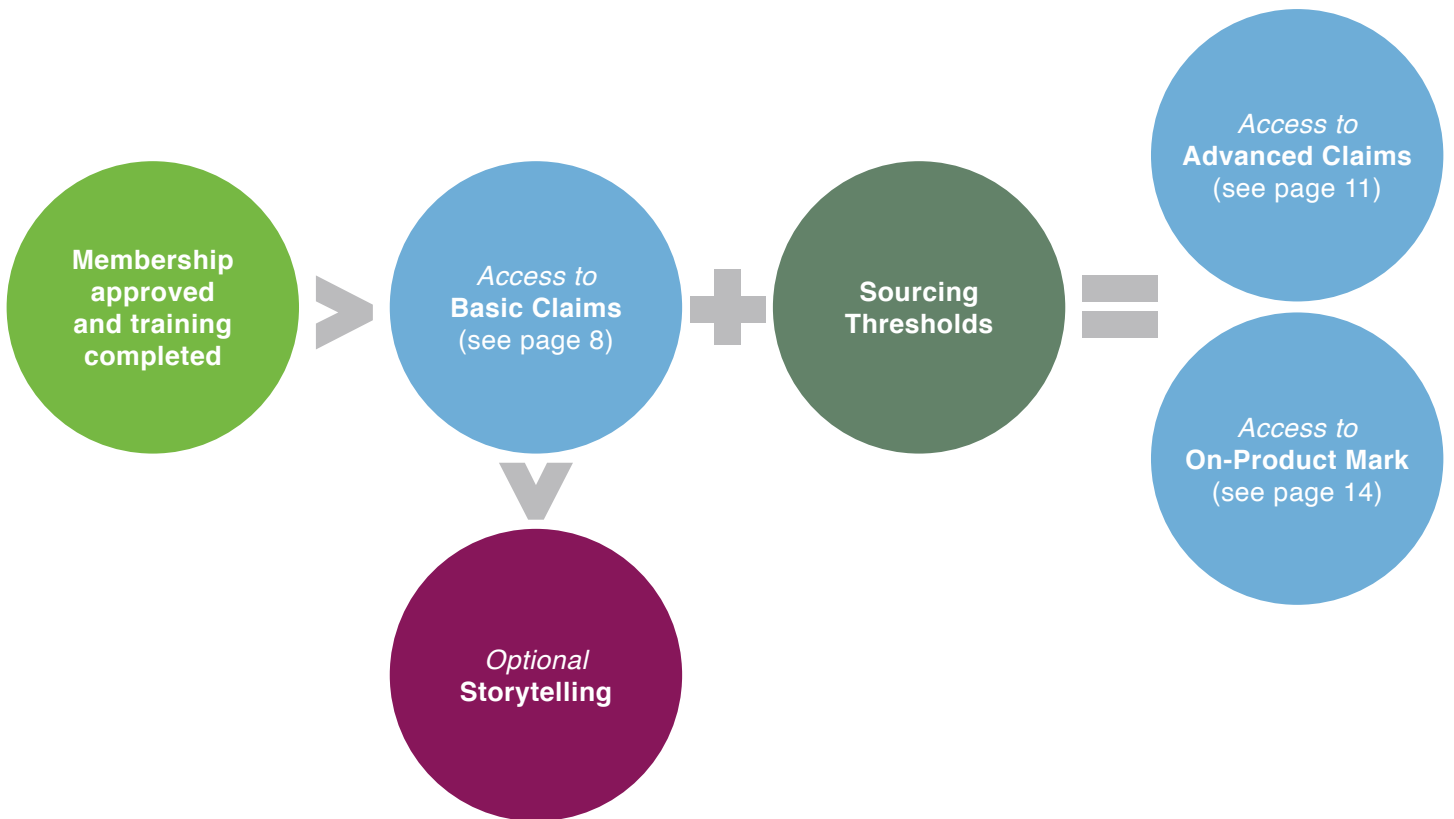 Membership
approved
and training
completed
Access to
Basic Claims
(see page 8)
Optional
Storytelling
Sourcing
Thresholds
Access to
Advanced Claims
(see page 11)
Access to
On-Product Mark
(see page 14)